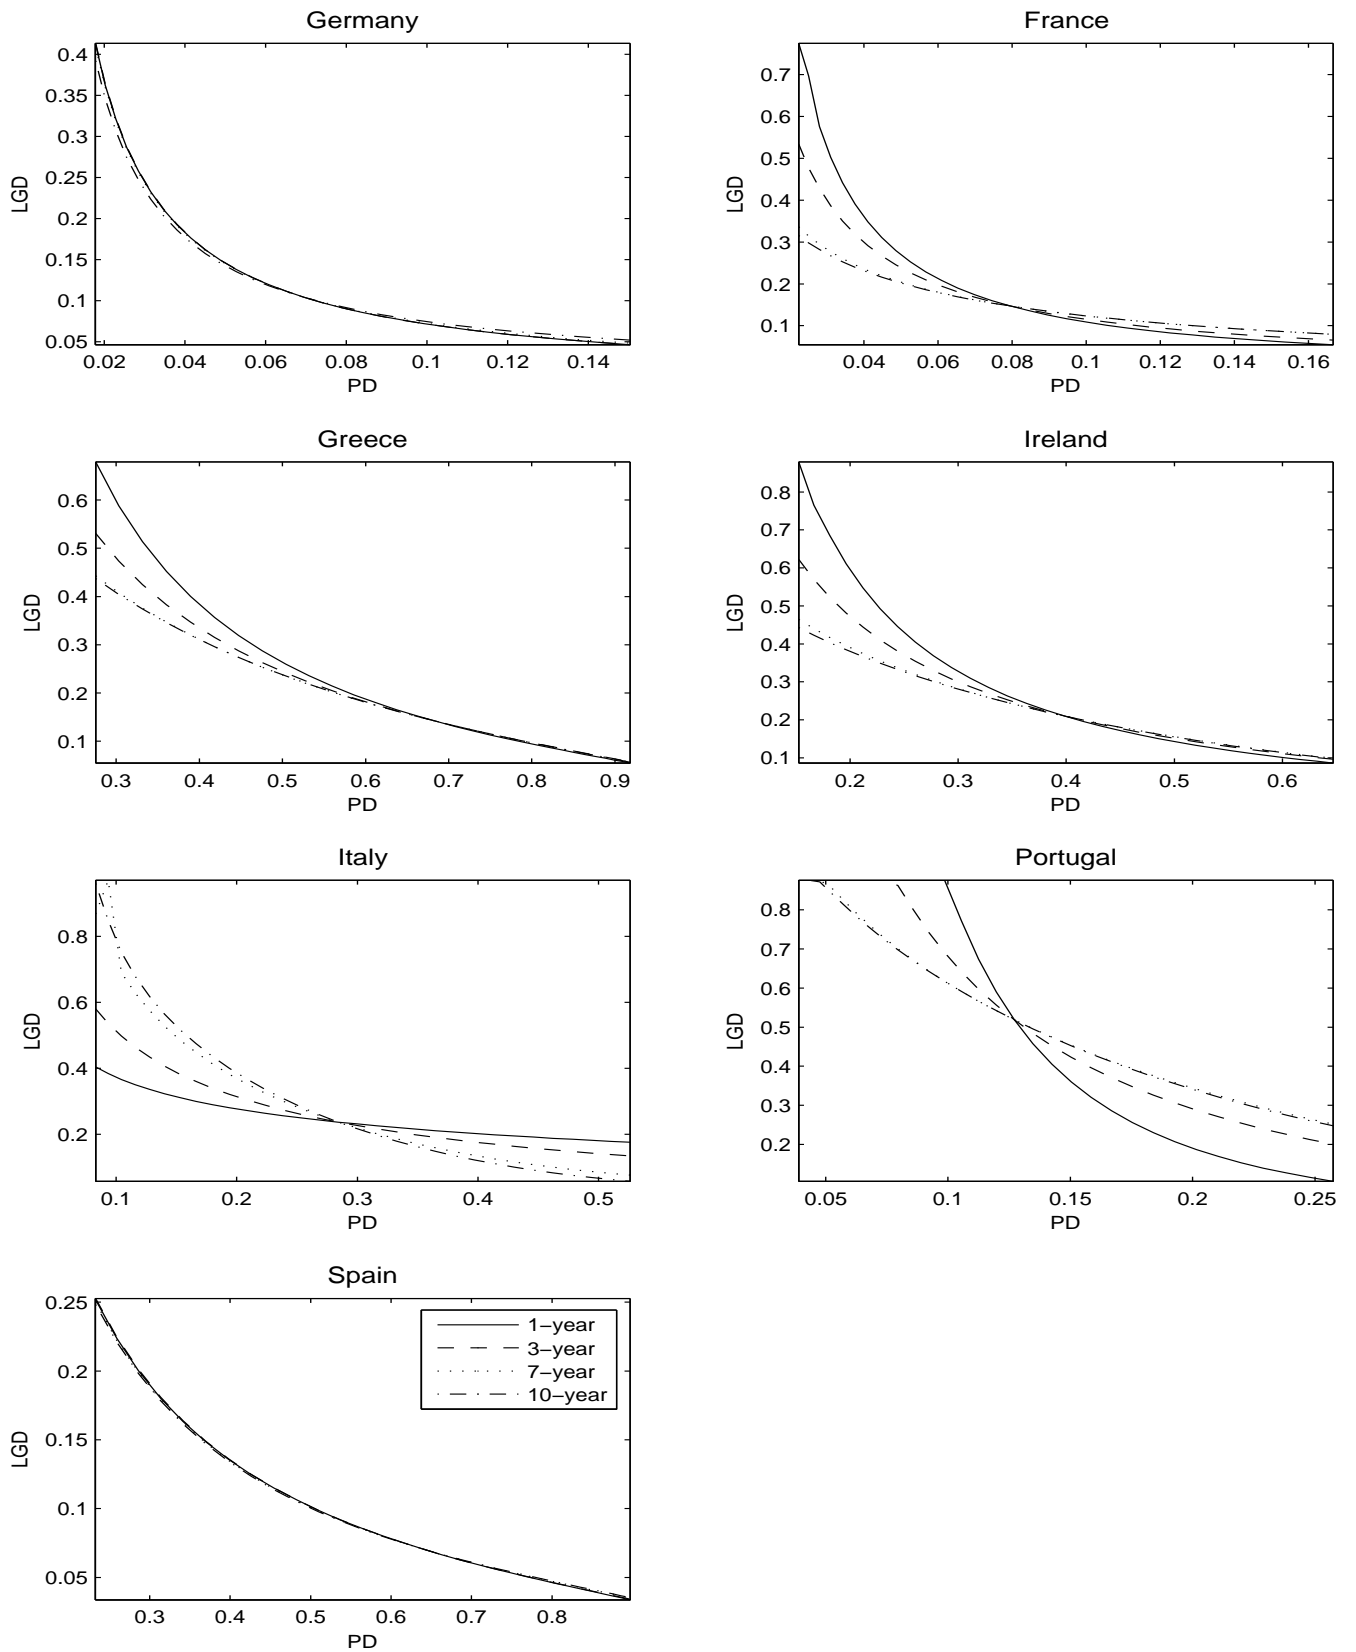 Germany
LGD
0.4
0.35
0.3
0.25
0.2
0.15
0.1
0.05
0.02 0.04 0.06 0.08 0.1 0.12 0.14
PD
France
LGD
0.7
0.6
0.5
0.4
0.3
0.2
0.1
0.04 0.06 0.08 0.1 0.12 0.14 0.16
PD
Greece
LGD
0.6
0.5
0.4
0.3
0.2
0.1
0.3 0.4 0.5 0.6 0.7 0.8 0.9
PD
Ireland
LGD
0.8
0.7
0.6
0.5
0.4
0.3
0.2
0.1
0.2 0.3 0.4 0.5 0.6
PD
Italy
LGD
0.8
0.6
0.4
0.2
0.1 0.2 0.3 0.4 0.5
PD
Portugal
LGD
0.8
0.7
0.6
0.5
0.4
0.3
0.2
0.05 0.1 0.15 0.2 0.25
PD
Spain
LGD
0.25
0.2
0.15
0.1
0.05
1−year
3−year
7−year
10−year
0.3 0.4 0.5 0.6 0.7 0.8
PD